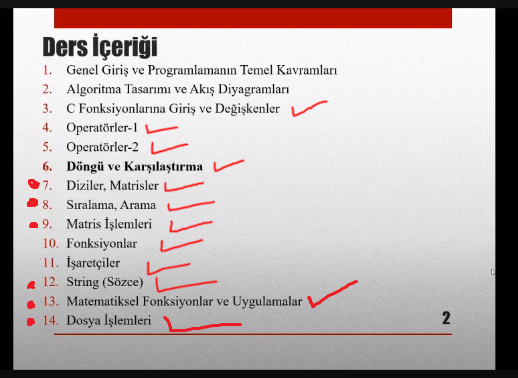 Ders İçeriği
1. Genel Giriş ve Programlamanın Temel Kavramları
2. Algoritma Tasarımı ve Akış Diyagramları
3. C Fonksiyonlarına Giriş ve Değişkenler
4. Operatörler-1
5. Operatörler-2
6. Döngü ve Karşılaştırma
7. Diziler, Matrisler
8. Sıralama, Arama
9. Matris İşlemleri
10. Fonksiyonlar
11. İşaretçiler
12. String (Sözce)
13. Matematiksel Fonksiyonlar ve Uygulamalar
14. Dosya İşlemleri
2